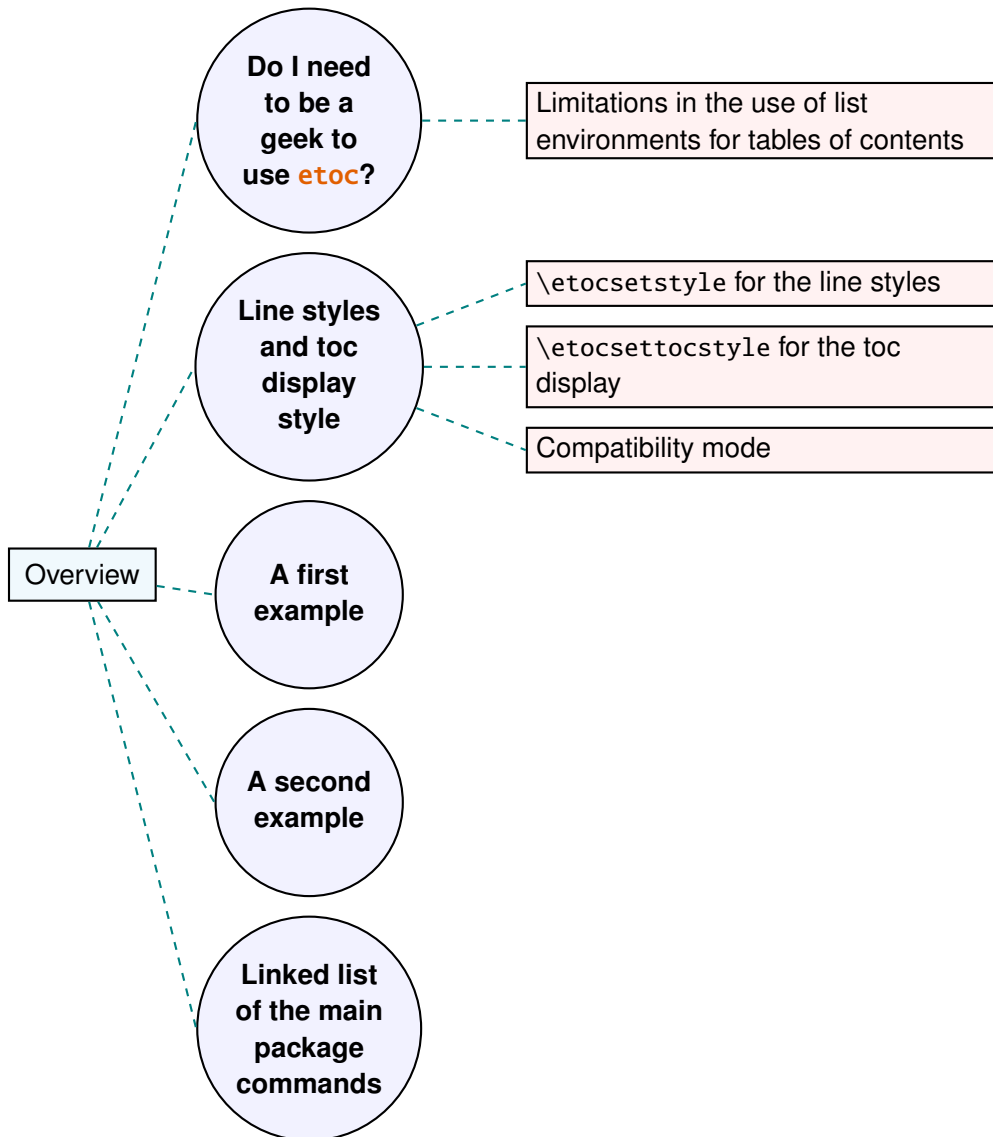 Do I need
to be a
geek to
use etoc?
Limitations in the use of list
environments for tables of contents
Line styles
and toc
display
style
\etocsetstyle for the line styles
\etocsettocstyle for the toc
display
Compatibility mode
Overview
A first
example
A second
example
Linked list
of the main
package
commands